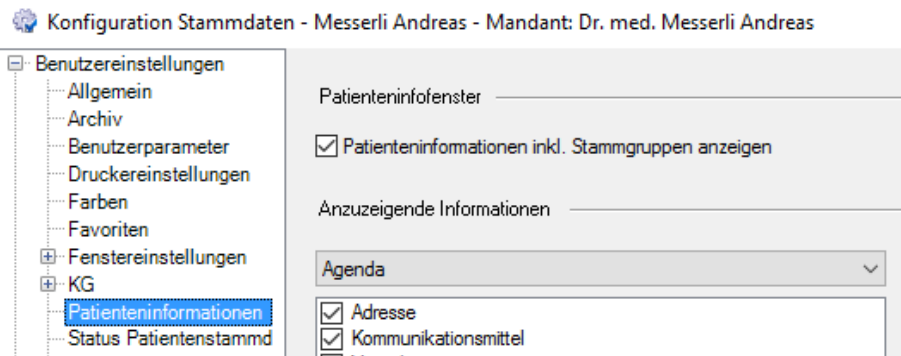 Konfiguration Stammdaten - Messerli Andreas - Mandant: Dr. med. Messerli Andreas
Benutzereinstellungen
Allgemein
Archiv
Benutzerparameter
Druckereinstellungen
Farben
Favoriten
Fenstereinstellungen
KG
Patienteninformationen
Status Patientenstammd
Patienteninfofenster
Patienteninformationen inkl. Stammgruppen anzeigen
Anzuzeigende Informationen
Agenda
Adresse
Kommunikationsmittel